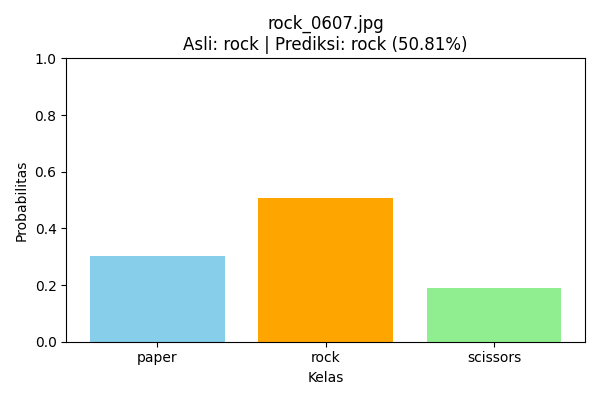 rock_0607.jpg
Asli: rock | Prediksi: rock (50.81%)
1.0
0.8
0.6
0.4
0.2
0.0
Probabilitas
paper rock scissors
Kelas